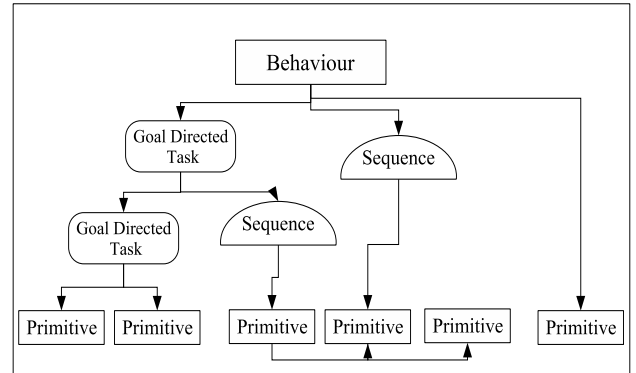 Behaviour
Goal Directed
Task
Sequence
Goal Directed
Task
Sequence
Primitive
Primitive
Primitive
Primitive
Primitive
Primitive